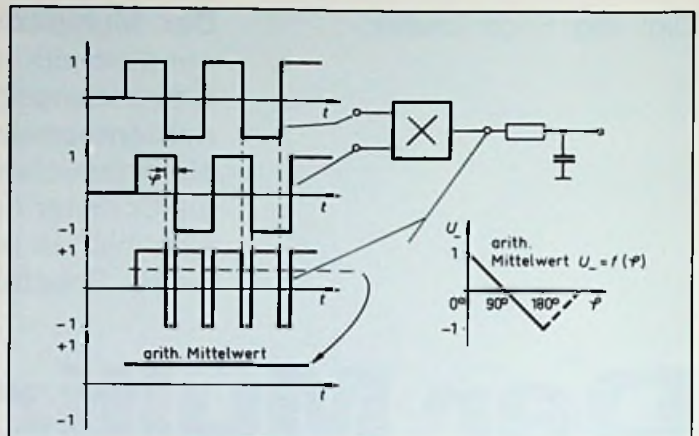 1
t
1
φ
-1
t
+1
-1
t
+1
arith. Mittelwert
-1
t
U_
1
arith.
Mittelwert U_ = f (φ)
0° 90° 180° φ
-1